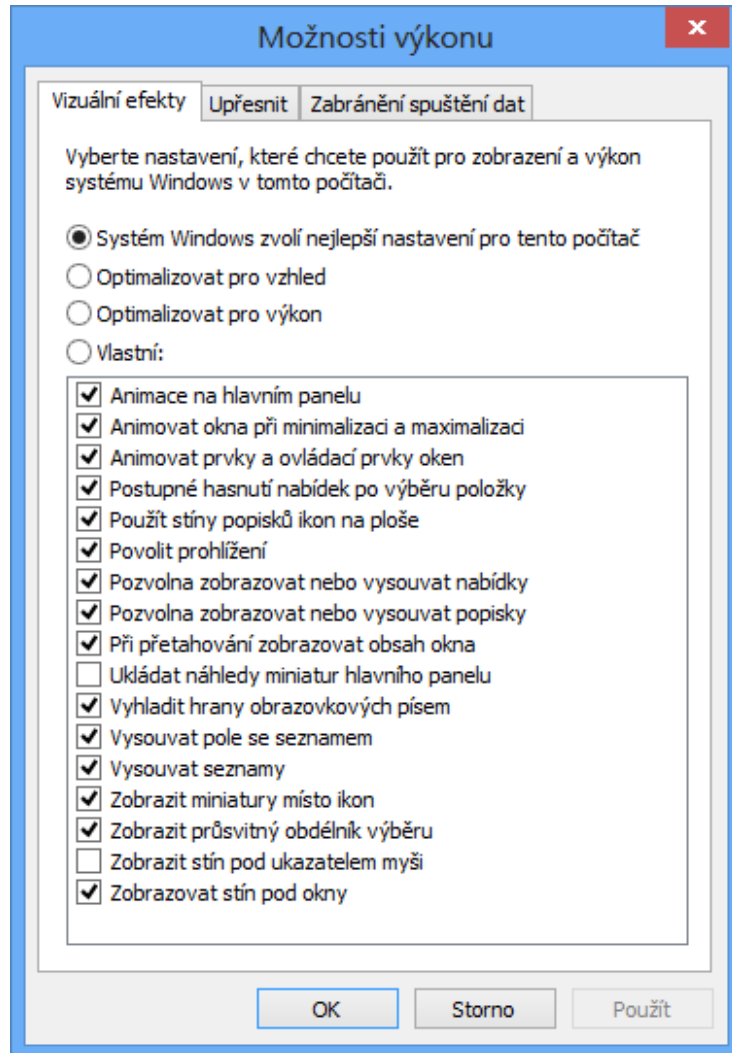 Možnosti výkonu
Vizuální efekty
Upřesnit
Zabránění spuštění dat
Vyberte nastavení, které chcete použít pro zobrazení a výkon
systému Windows v tomto počítači.
Systém Windows zvolí nejlepší nastavení pro tento počítač
Optimalizovat pro vzhled
Optimalizovat pro výkon
Vlastní:
Animace na hlavním panelu
Animovat okna při minimalizaci a maximalizaci
Animovat prvky a ovládací prvky oken
Postupné hasnutí nabídek po výběru položky
Použít stíny popisků ikon na ploše
Povolit prohlížení
Pozvolna zobrazovat nebo vysouvat nabídky
Pozvolna zobrazovat nebo vysouvat popisky
Při přetahování zobrazovat obsah okna
Ukládat náhledy miniatur hlavního panelu
Vyhladit hrany obrazovkových písem
Vysouvat pole se seznamem
Vysouvat seznamy
Zobrazit miniatury místo ikon
Zobrazit průsvitný obdélník výběru
Zobrazit stín pod ukazatelem myši
Zobrazovat stín pod okny
OK
Storno
Použít